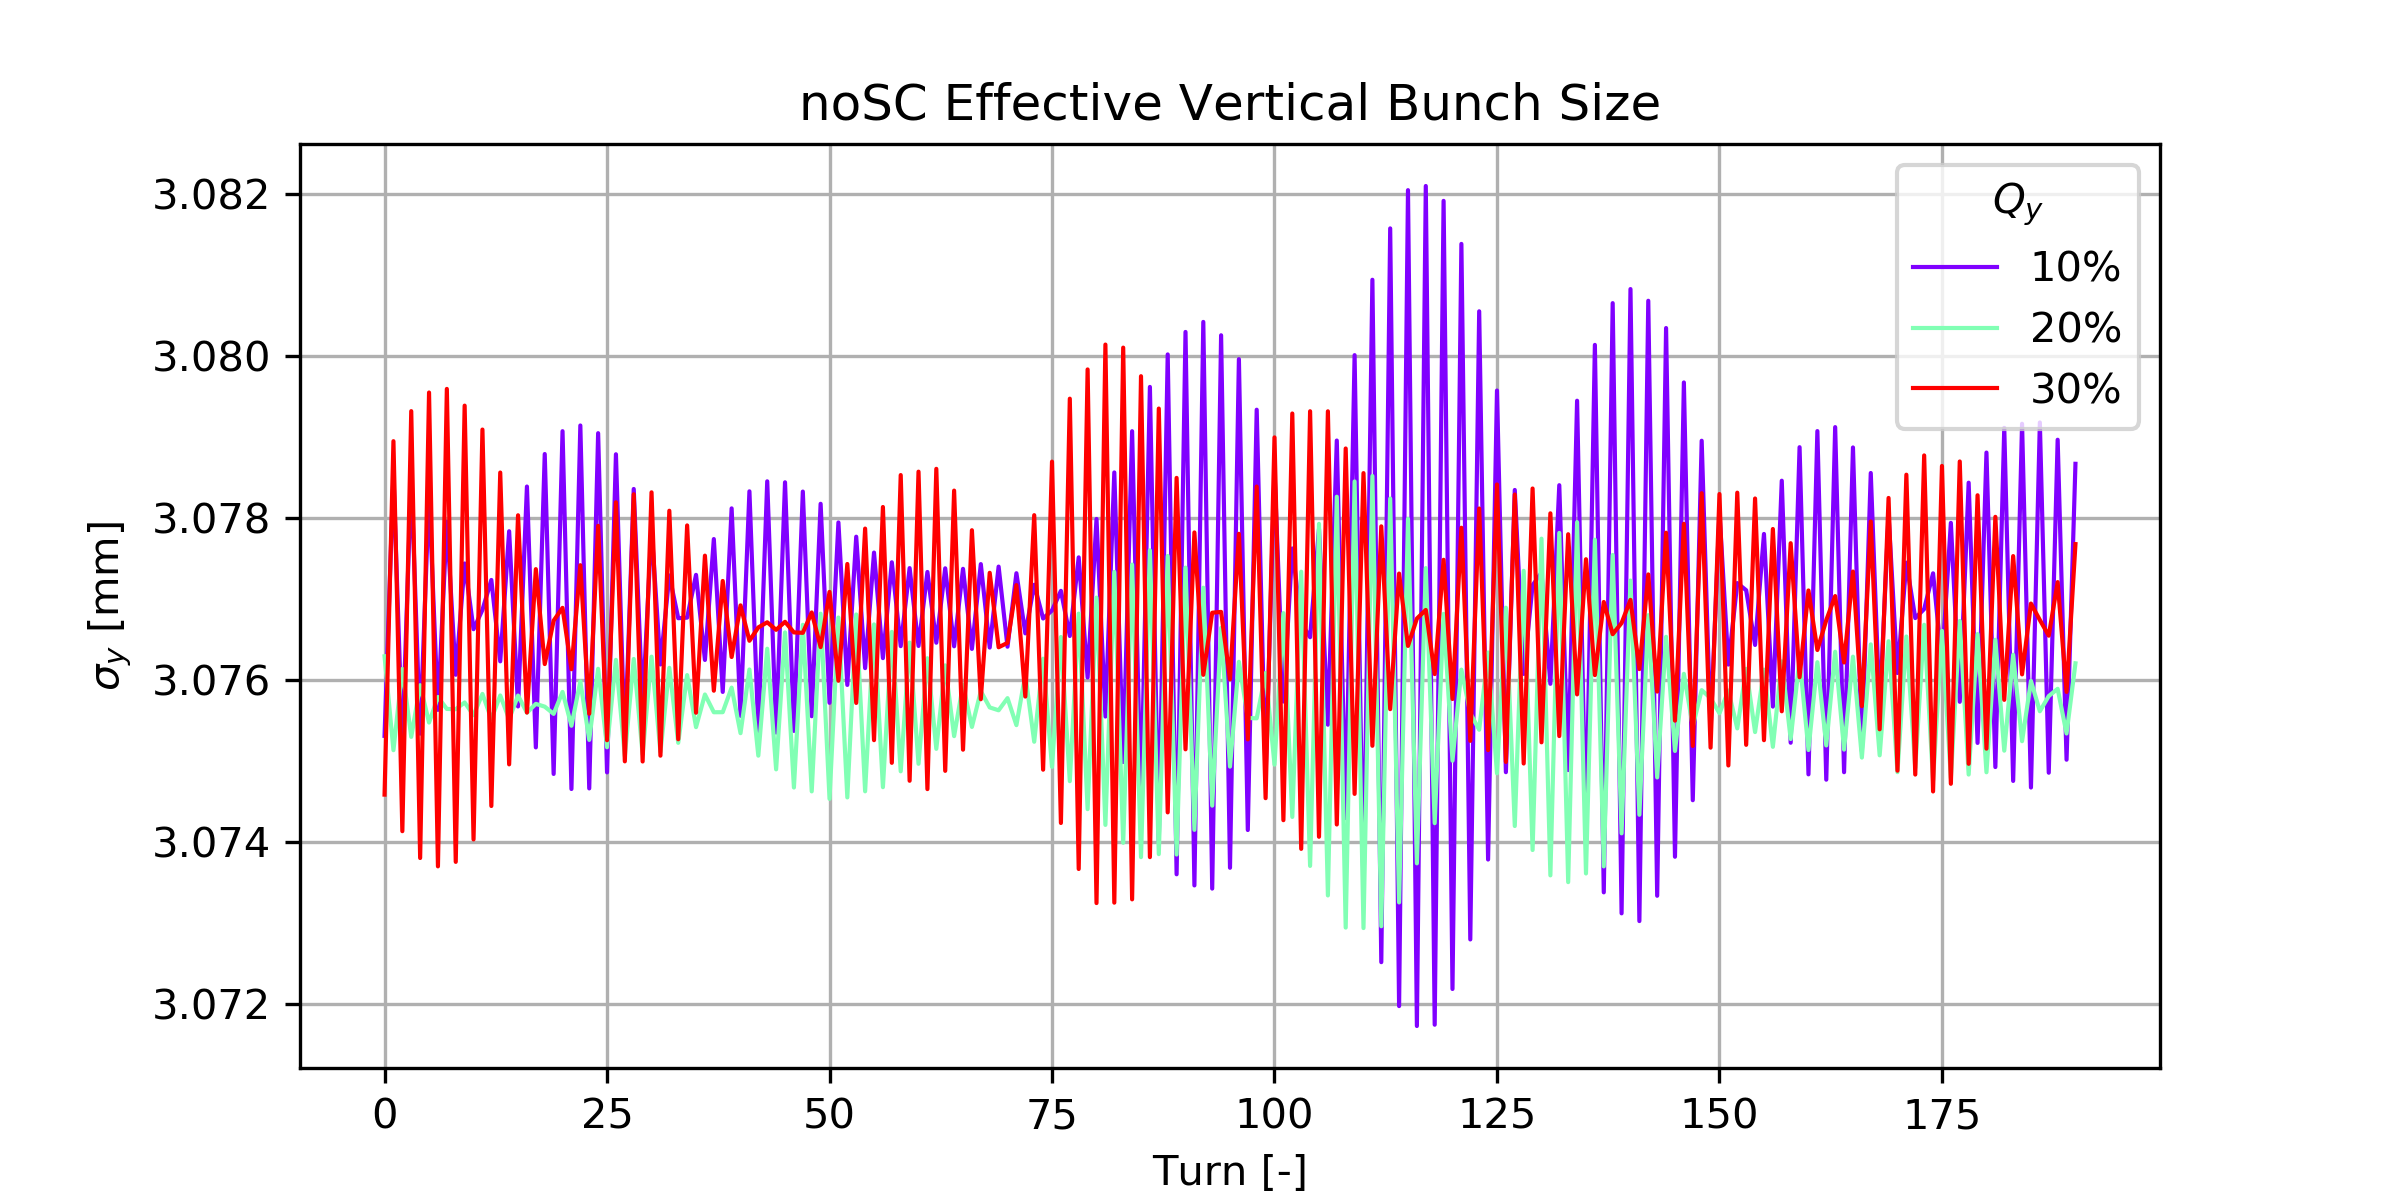 noSC Effective Vertical Bunch Size
σy [mm]
3.082
3.080
3.078
3.076
3.074
3.072
Qy
10%
20%
30%
0 25 50 75 100 125 150 175
Turn [-]